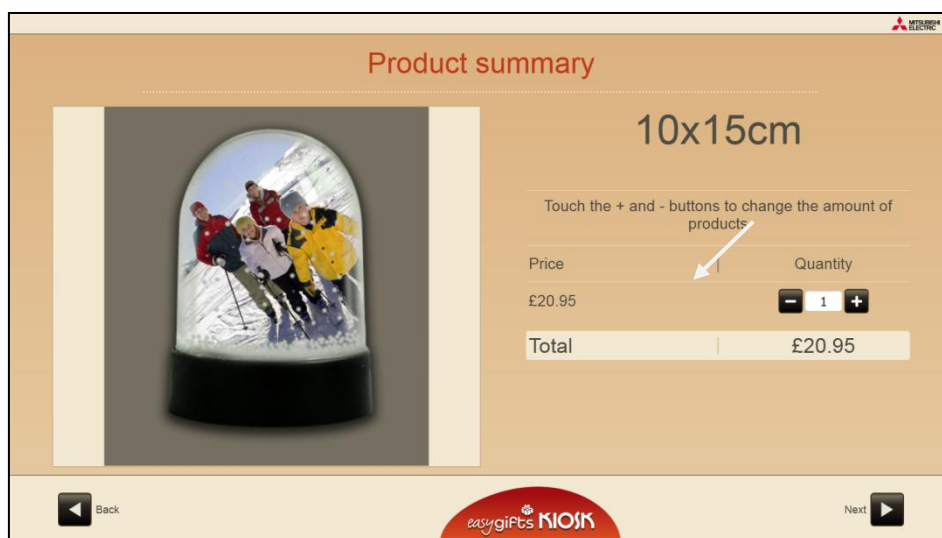 MITSUBISHI
ELECTRIC
Product summary
10x15cm
Touch the + and - buttons to change the amount of
products
Price | Quantity
£20.95 - 1 +
Total | £20.95
Back
easygifts KIOSK
Next